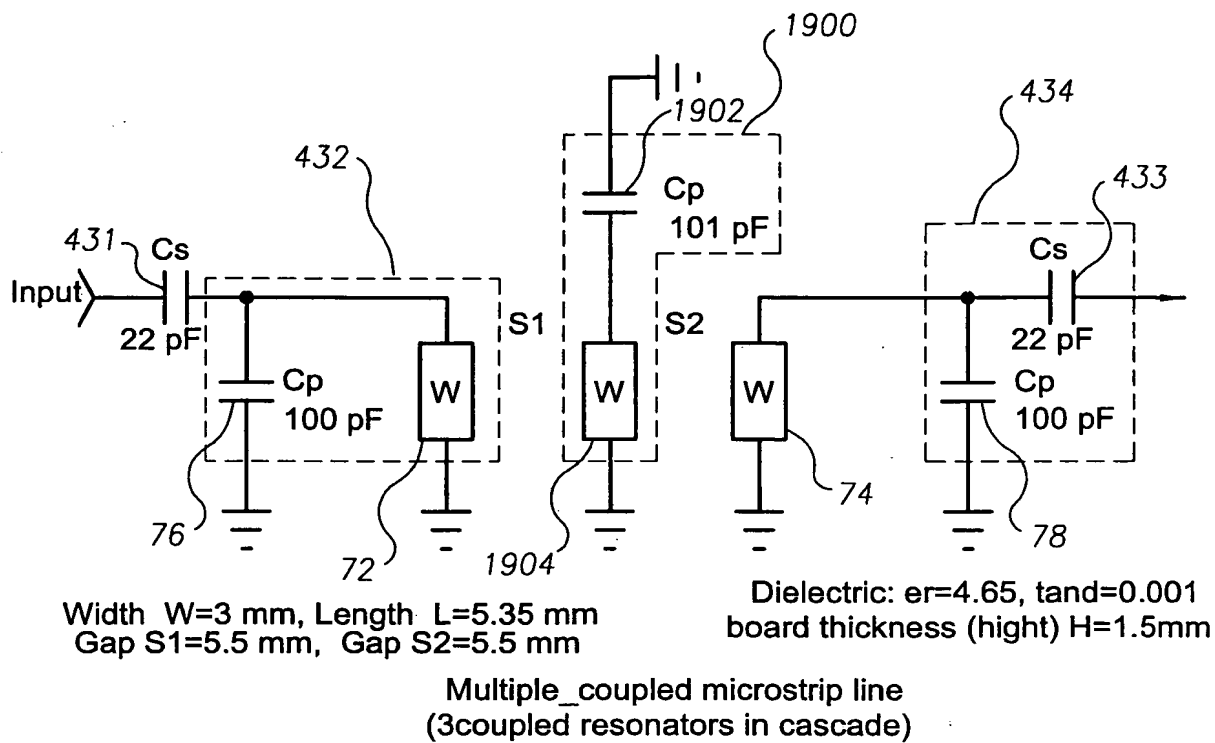 1900
1902
434
432
433
Cp
101 pF
431
Cs
Cs
Input
22 pF
S1
S2
22 pF
Cp
100 pF
W
W
W
Cp
100 pF
76
72
1904
74
78
Width W=3 mm, Length L=5.35 mm
Gap S1=5.5 mm, Gap S2=5.5 mm
Dielectric: er=4.65, tand=0.001
board thickness (hight) H=1.5mm
Multiple_coupled microstrip line
(3coupled resonators in cascade)